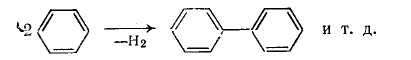 2 —H₂ и т. д.